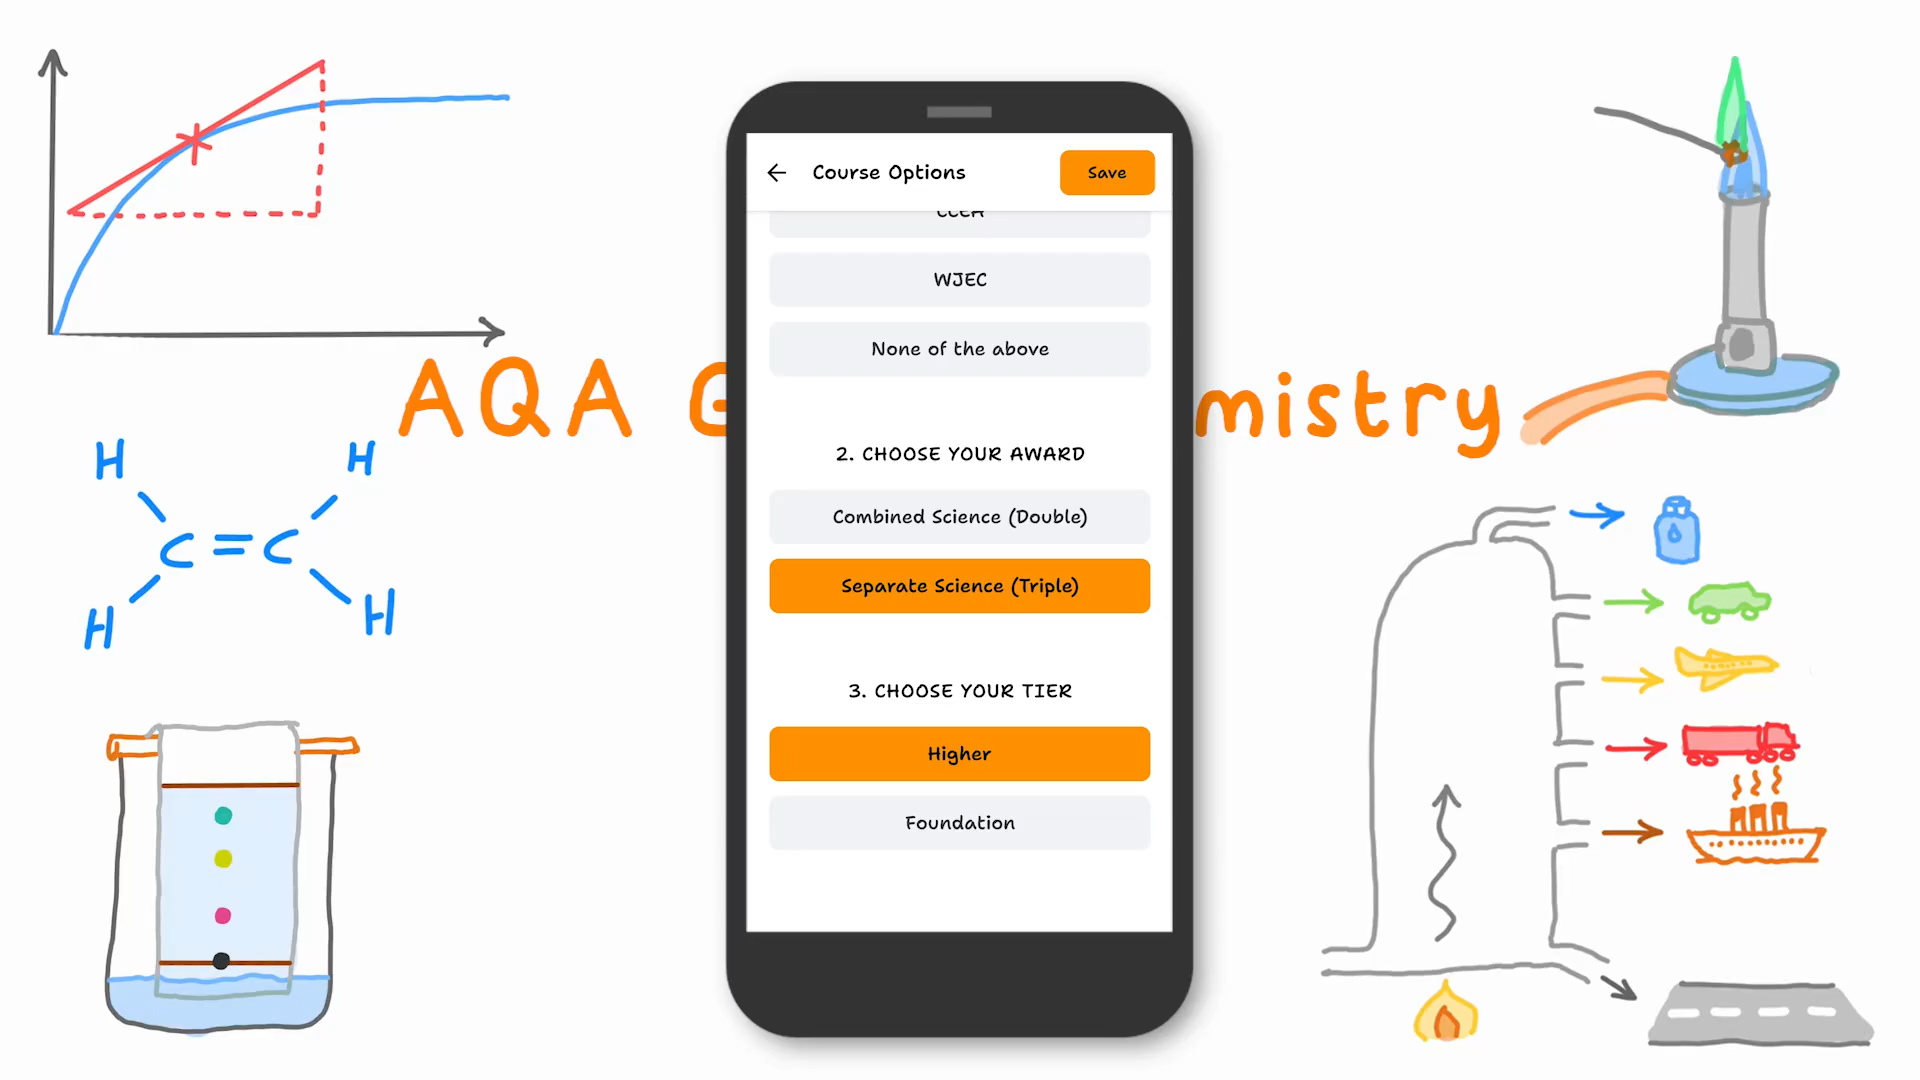 Course Options
Save
CCEA
WJEC
None of the above
AQA G
mistry
2. CHOOSE YOUR AWARD
Combined Science (Double)
Separate Science (Triple)
3. CHOOSE YOUR TIER
Higher
Foundation
H
H
C=C
H
H